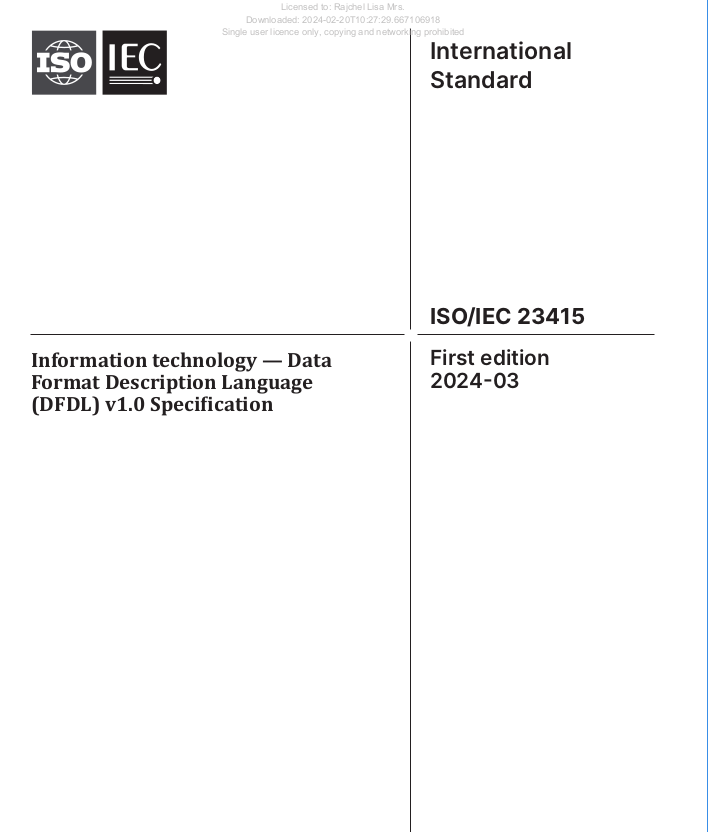 Licensed to: Rajchel Lisa Mrs.
Downloaded: 2024-02-20T10:27:29.667106918
Single user licence only, copying and networking prohibited
ISO
IEC
International
Standard
ISO/IEC 23415
Information technology — Data
Format Description Language
(DFDL) v1.0 Specification
First edition
2024-03